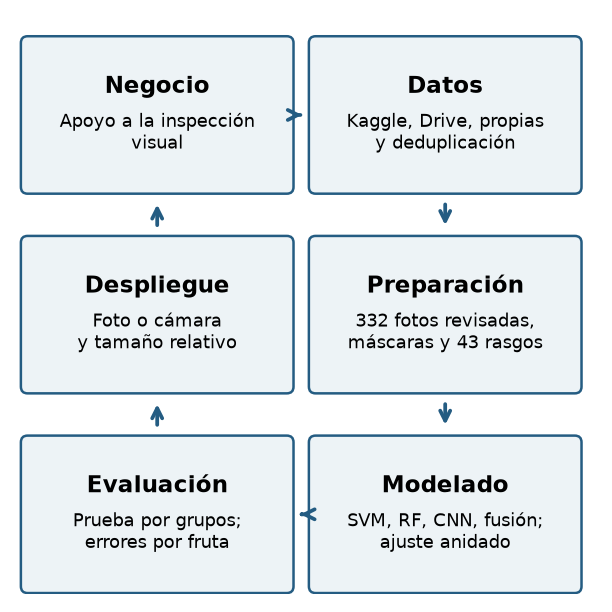 Negocio
Apoyo a la inspección
visual
Datos
Kaggle, Drive, propias
y deduplicación
Despliegue
Foto o cámara
y tamaño relativo
Preparación
332 fotos revisadas,
máscaras y 43 rasgos
Evaluación
Prueba por grupos;
errores por fruta
Modelado
SVM, RF, CNN, fusión;
ajuste anidado